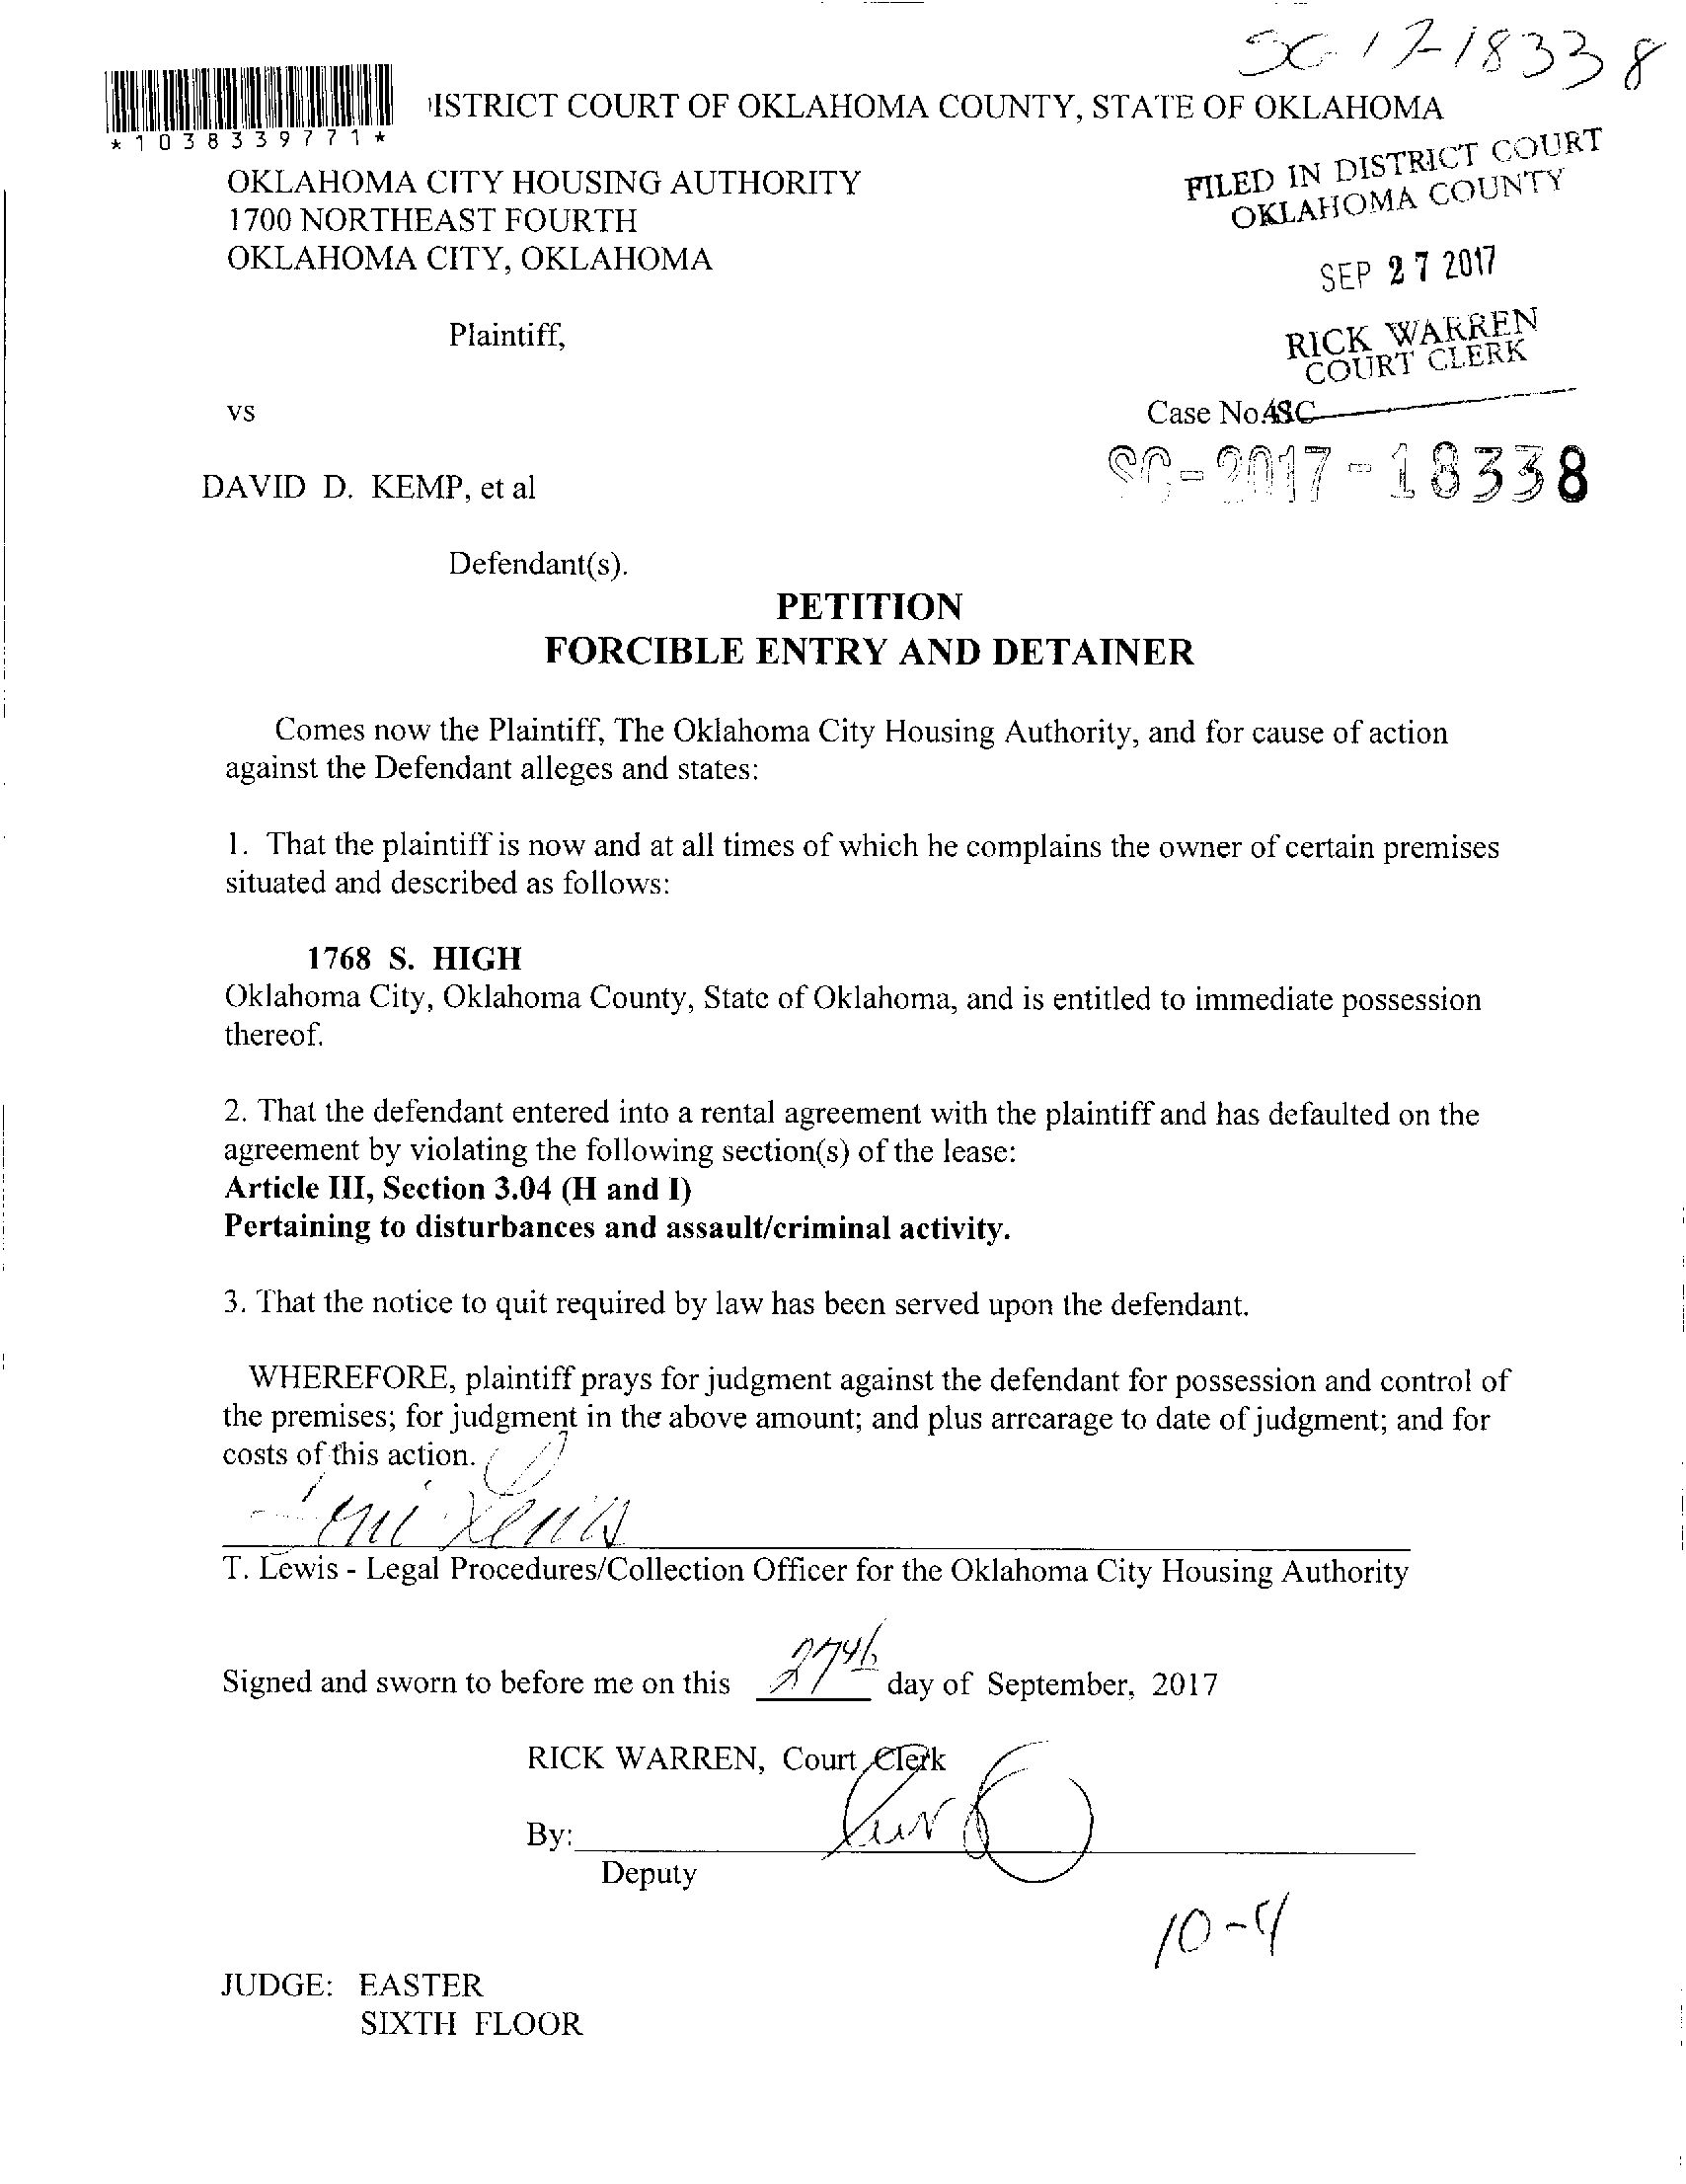 SC-17-18338
ISTRICT COURT OF OKLAHOMA COUNTY, STATE OF OKLAHOMA
*1038339771*
FILED IN DISTRICT COURT
OKLAHOMA COUNTY
OKLAHOMA CITY HOUSING AUTHORITY
1700 NORTHEAST FOURTH
OKLAHOMA CITY, OKLAHOMA
SEP 27 2017
Plaintiff,
RICK WARREN
COURT CLERK
vs
Case No.
SC-2017-18338
DAVID D. KEMP, et al
Defendant(s).
PETITION
FORCIBLE ENTRY AND DETAINER
Comes now the Plaintiff, The Oklahoma City Housing Authority, and for cause of action
against the Defendant alleges and states:
1. That the plaintiff is now and at all times of which he complains the owner of certain premises
situated and described as follows:
1768 S. HIGH
Oklahoma City, Oklahoma County, State of Oklahoma, and is entitled to immediate possession
thereof.
2. That the defendant entered into a rental agreement with the plaintiff and has defaulted on the
agreement by violating the following section(s) of the lease:
Article III, Section 3.04 (H and I)
Pertaining to disturbances and assault/criminal activity.
3. That the notice to quit required by law has been served upon the defendant.
WHEREFORE, plaintiff prays for judgment against the defendant for possession and control of
the premises; for judgment in the above amount; and plus arrearage to date of judgment; and for
costs of this action.
Lewis
T. Lewis - Legal Procedures/Collection Officer for the Oklahoma City Housing Authority
Signed and sworn to before me on this 27th day of September, 2017
RICK WARREN, Court Clerk
By:
Deputy
10-4
JUDGE: EASTER
SIXTH FLOOR